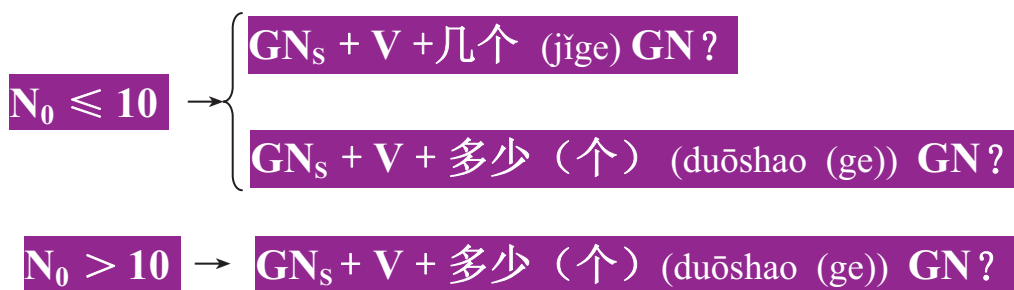 GNS + V +几个 (jǐge) GN?
N0 ≤ 10 →
GNS + V + 多少（个）(duōshao (ge)) GN?
N0 > 10 → GNS + V + 多少（个）(duōshao (ge)) GN?